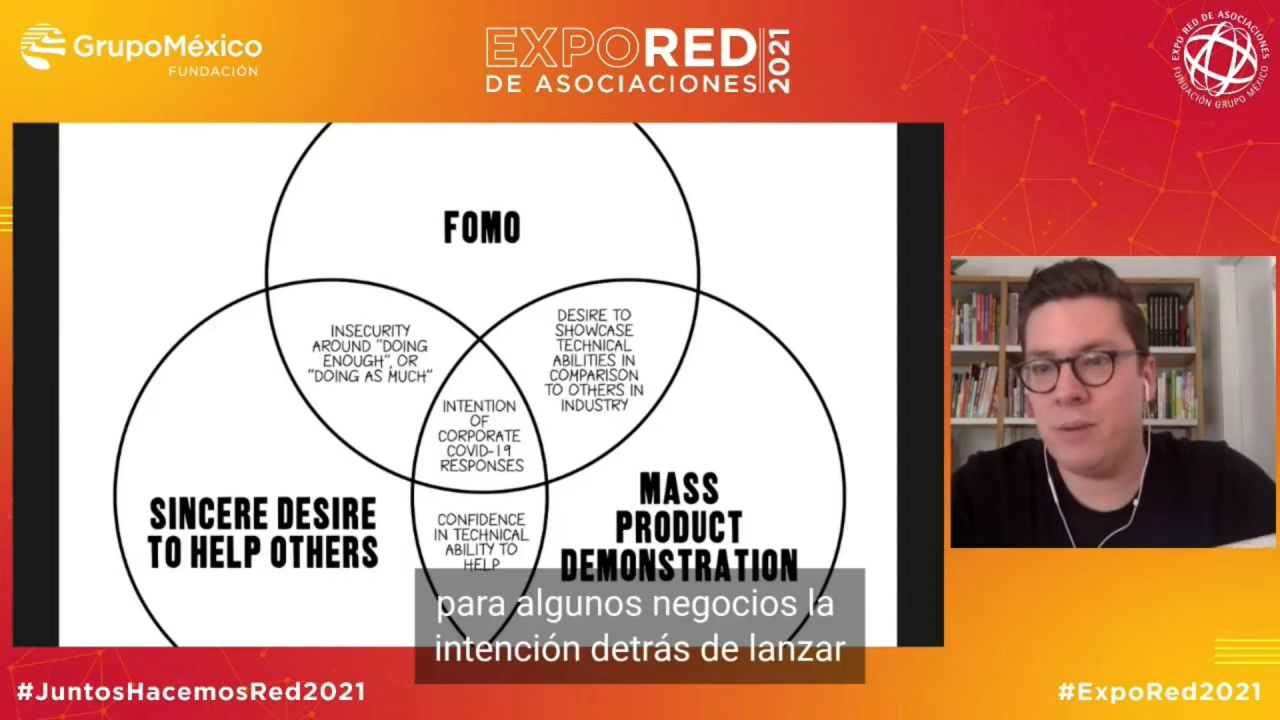 GrupoMéxico
FUNDACIÓN
EXPORED
DE ASOCIACIONES
2021
EXPO RED DE ASOCIACIONES
FUNDACIÓN GRUPO MÉXICO
FOMO
INSECURITY
AROUND "DOING
ENOUGH", OR
"DOING AS MUCH"
DESIRE TO
SHOWCASE
TECHNICAL
ABILITIES IN
COMPARISON
TO OTHERS IN
INDUSTRY
INTENTION
OF
CORPORATE
COVID-19
RESPONSES
SINCERE DESIRE
TO HELP OTHERS
MASS
PRODUCT
DEMONSTRATION
CONFIDENCE
IN TECHNICAL
ABILITY TO
HELP
para algunos negocios la
intención detrás de lanzar
#JuntosHacemosRed2021
#ExpoRed2021